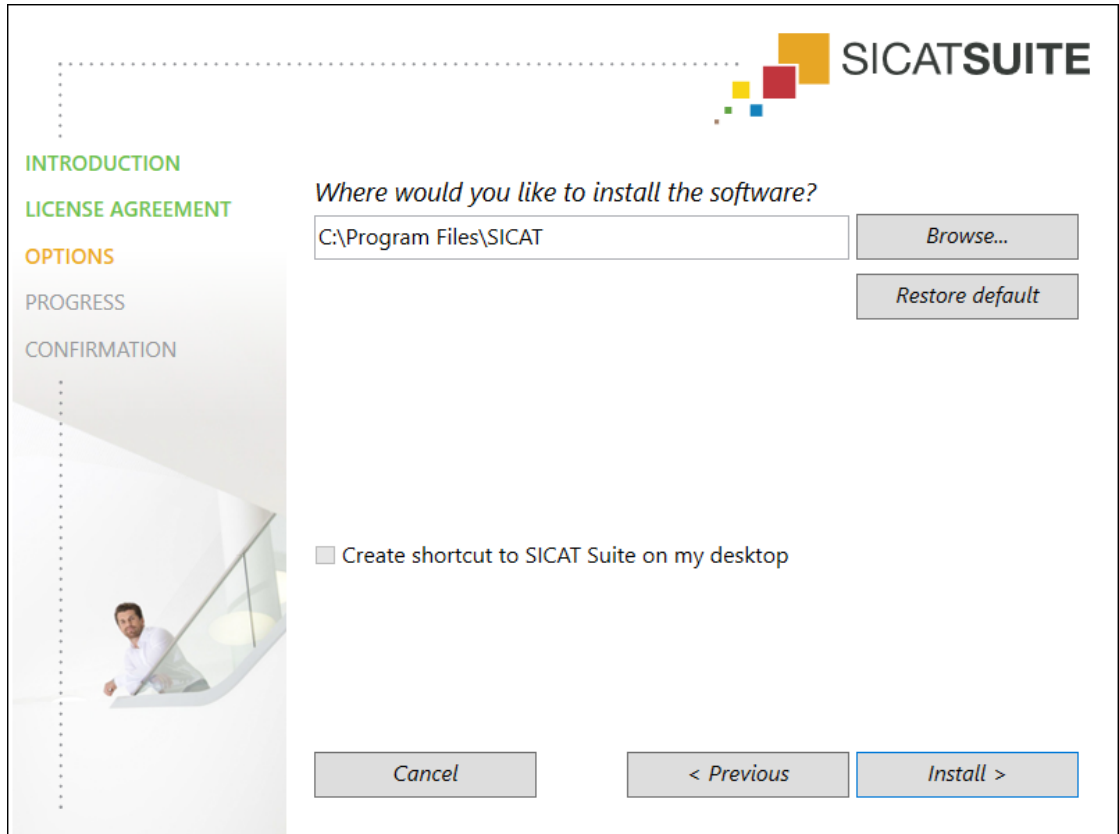 SICATSUITE
INTRODUCTION
LICENSE AGREEMENT
OPTIONS
PROGRESS
CONFIRMATION
Where would you like to install the software?
C:\Program Files\SICAT
Browse...
Restore default
Create shortcut to SICAT Suite on my desktop
Cancel
< Previous
Install >